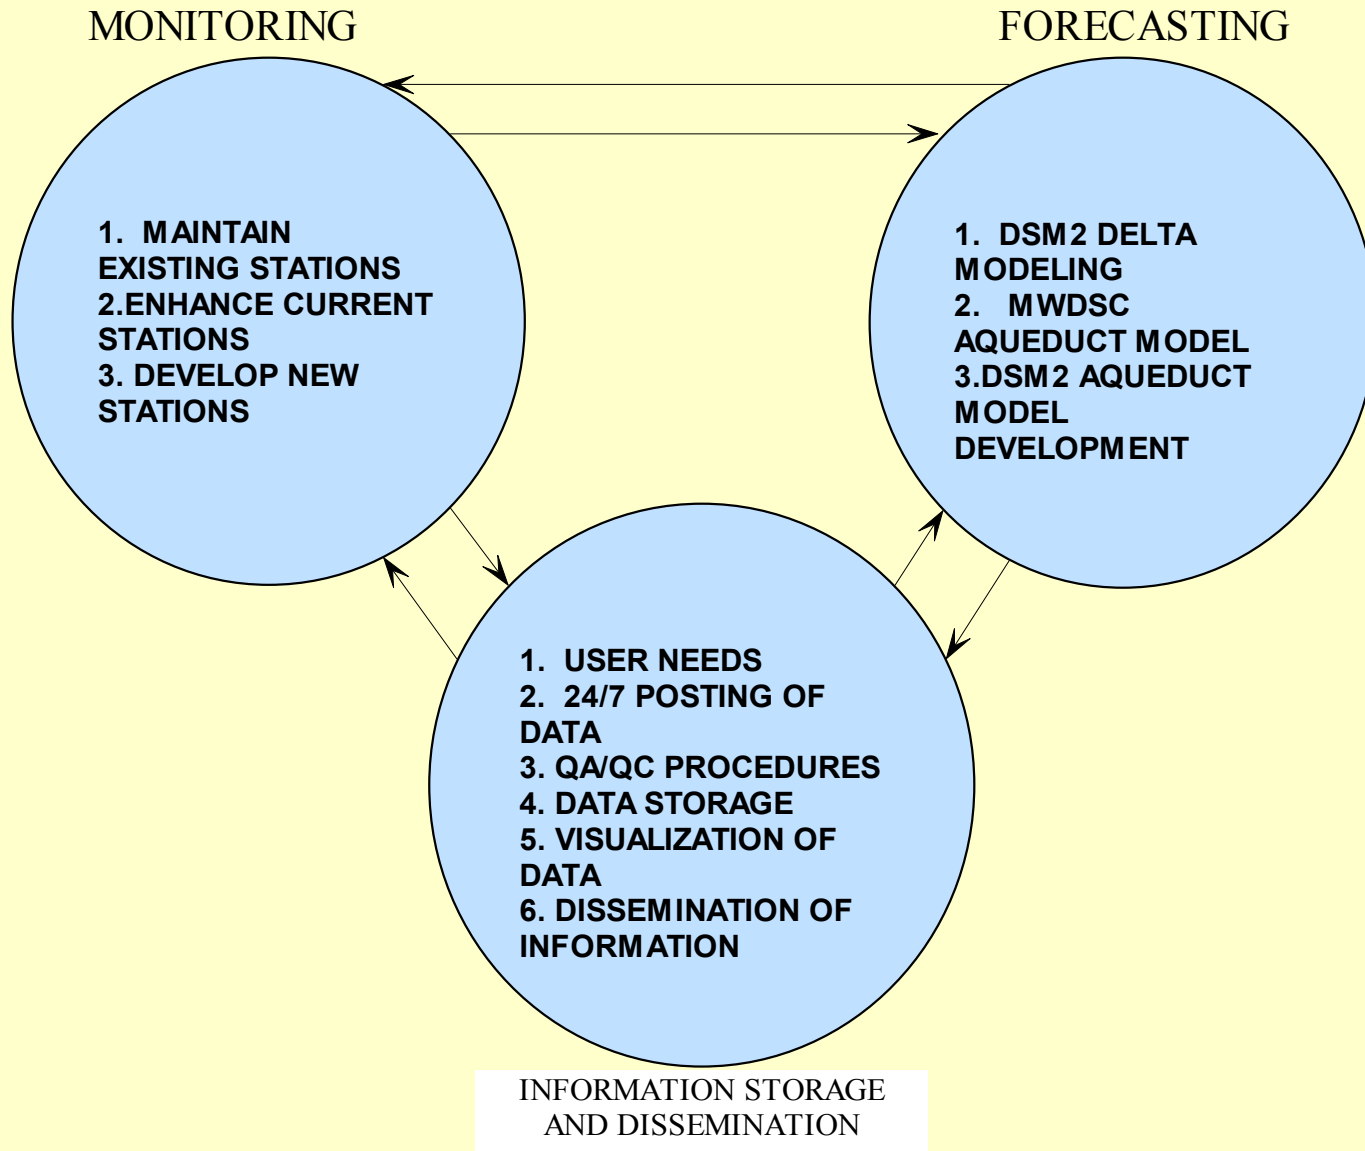 MONITORING
FORECASTING
1. MAINTAIN
EXISTING STATIONS
2.ENHANCE CURRENT
STATIONS
3. DEVELOP NEW
STATIONS
1. DSM2 DELTA
MODELING
2. MWDSC
AQUEDUCT MODEL
3.DSM2 AQUEDUCT
MODEL
DEVELOPMENT
1. USER NEEDS
2. 24/7 POSTING OF
DATA
3. QA/QC PROCEDURES
4. DATA STORAGE
5. VISUALIZATION OF
DATA
6. DISSEMINATION OF
INFORMATION
INFORMATION STORAGE
AND DISSEMINATION